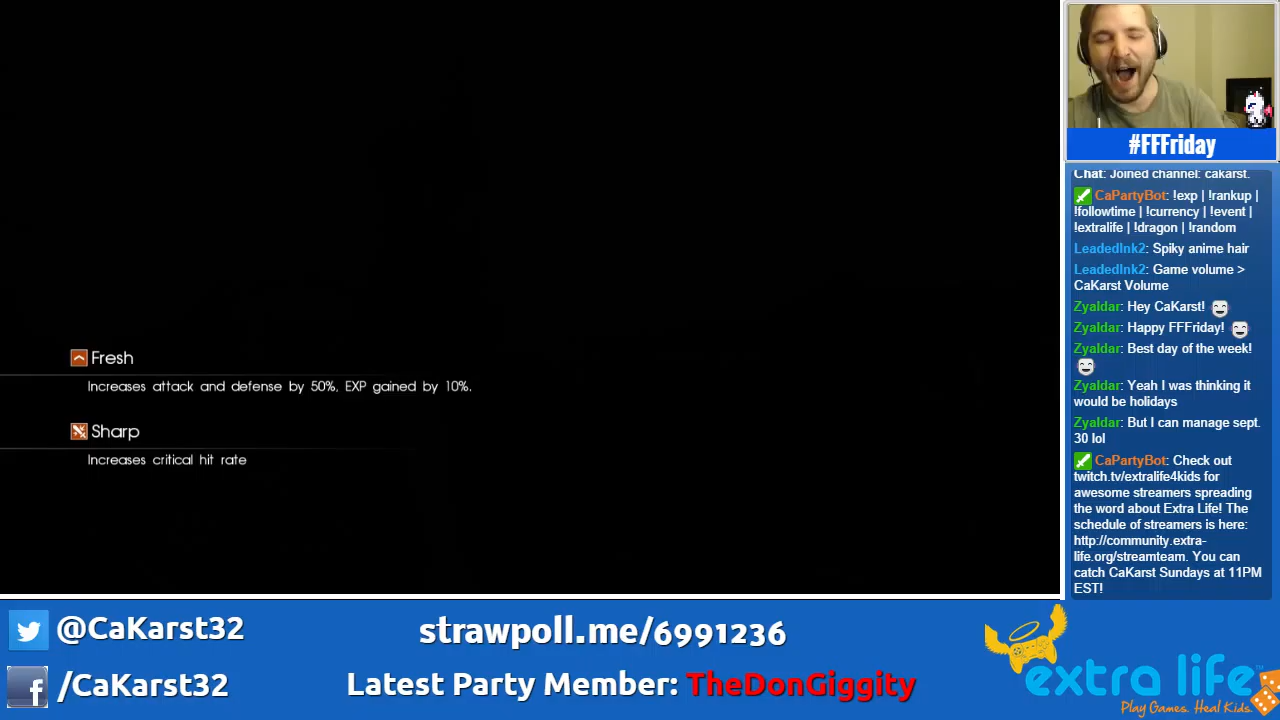 #FFFriday
Chat: Joined channel: cakarst.
CaPartyBot: !exp | !rankup |
!followtime | !currency | !event |
!extralife | !dragon | !random
LeadedInk2: Spiky anime hair
LeadedInk2: Game volume >
CaKarst Volume
Zyaldar: Hey CaKarst!
Zyaldar: Happy FFFriday!
Zyaldar: Best day of the week!
Zyaldar: Yeah I was thinking it
would be holidays
Zyaldar: But I can manage sept.
30 lol
CaPartyBot: Check out
twitch.tv/extralife4kids for
awesome streamers spreading
the word about Extra Life! The
schedule of streamers is here:
http://community.extra-
life.org/streamteam. You can
catch CaKarst Sundays at 11PM
EST!
Fresh
Increases attack and defense by 50%, EXP gained by 10%.
Sharp
Increases critical hit rate
@CaKarst32
/CaKarst32
strawpoll.me/6991236
Latest Party Member: TheDonGiggity
extra life
Play Games. Heal Kids.